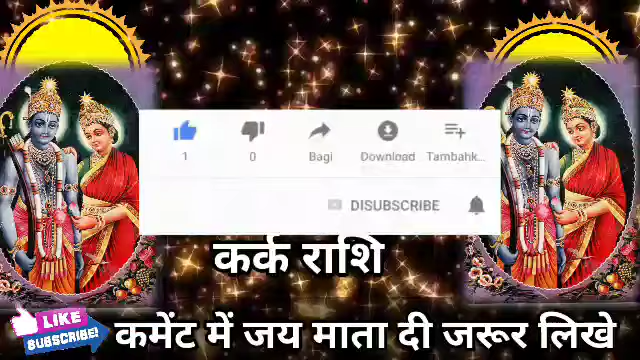 1 0 Bagi Download Tambahk...
DISUBSCRIBE
कर्क राशि
LIKE
SUBSCRIBE!
कमेंट में जय माता दी जरूर लिखे